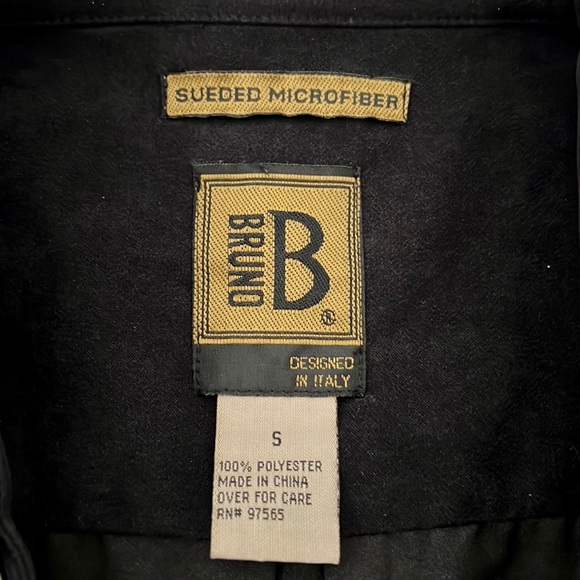 SUEDED MICROFIBER
BRUNO
B
®
DESIGNED
IN ITALY
S
100% POLYESTER
MADE IN CHINA
OVER FOR CARE
RN# 97565